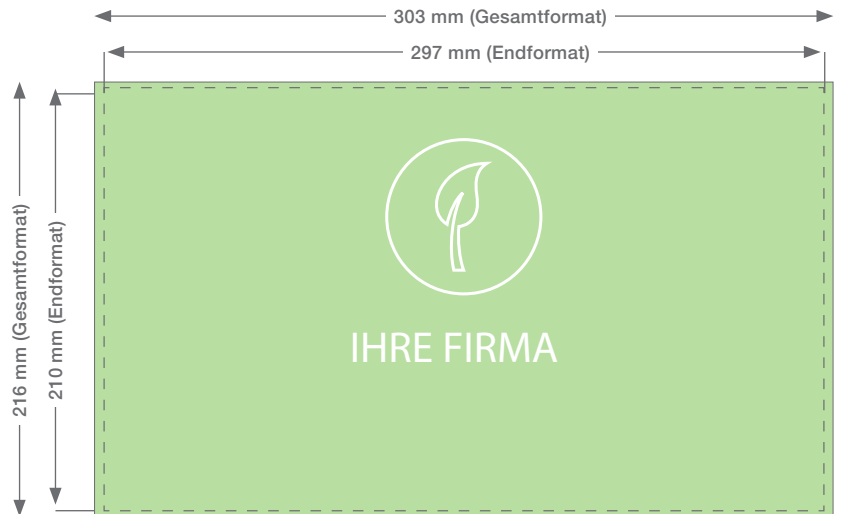 303 mm (Gesamtformat)
297 mm (Endformat)
216 mm (Gesamtformat)
210 mm (Endformat)
IHRE FIRMA